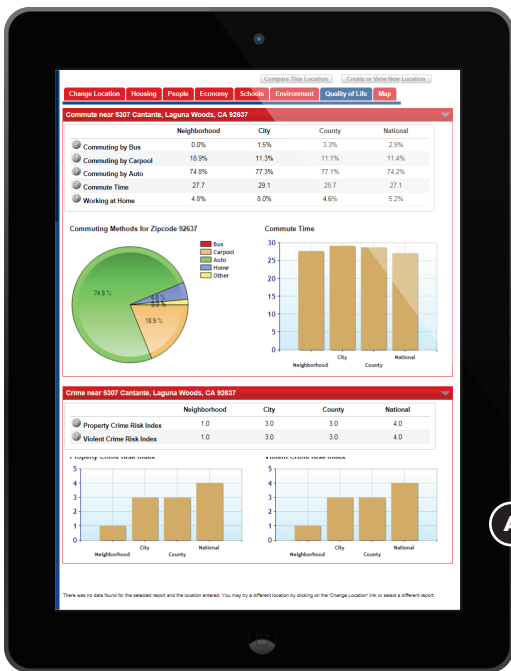 Compare This Location Create or View New Location
Change Location Housing People Economy Schools Environment Quality of Life Map
Commute near 5307 Cantante, Laguna Woods, CA 92637
Neighborhood City County National
Commuting by Bus 0.0% 1.5% 3.3% 2.9%
Commuting by Carpool 18.9% 11.3% 11.1% 11.4%
Commuting by Auto 74.8% 77.3% 77.1% 74.2%
Commute Time 27.7 29.1 28.7 27.1
Working at Home 4.8% 8.0% 4.6% 5.2%
Commuting Methods for Zipcode 92637
Bus
Carpool
Auto
Home
Other
74.8 %
18.9 %
Commute Time
30
25
20
15
10
5
0
Neighborhood City County National
Crime near 5307 Cantante, Laguna Woods, CA 92637
Neighborhood City County National
Property Crime Risk Index 1.0 3.0 3.0 4.0
Violent Crime Risk Index 1.0 3.0 3.0 4.0
Property Crime Risk Index
5
4
3
2
1
0
Neighborhood City County National
Violent Crime Risk Index
5
4
3
2
1
0
Neighborhood City County National
There was no data found for the selected report and the location entered. You may try a different location by clicking on the 'Change Location' link or select a different report.
A